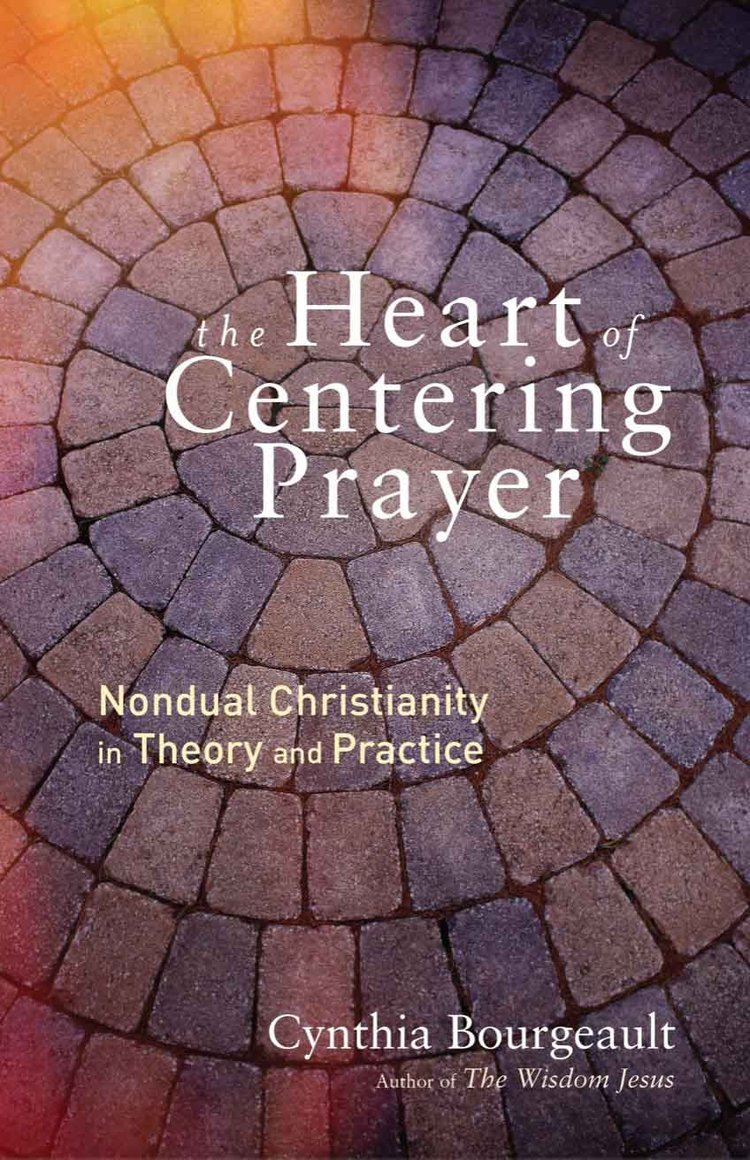 the Heart of
Centering
Prayer
Nondual Christianity
in Theory and Practice
Cynthia Bourgeault
Author of The Wisdom Jesus